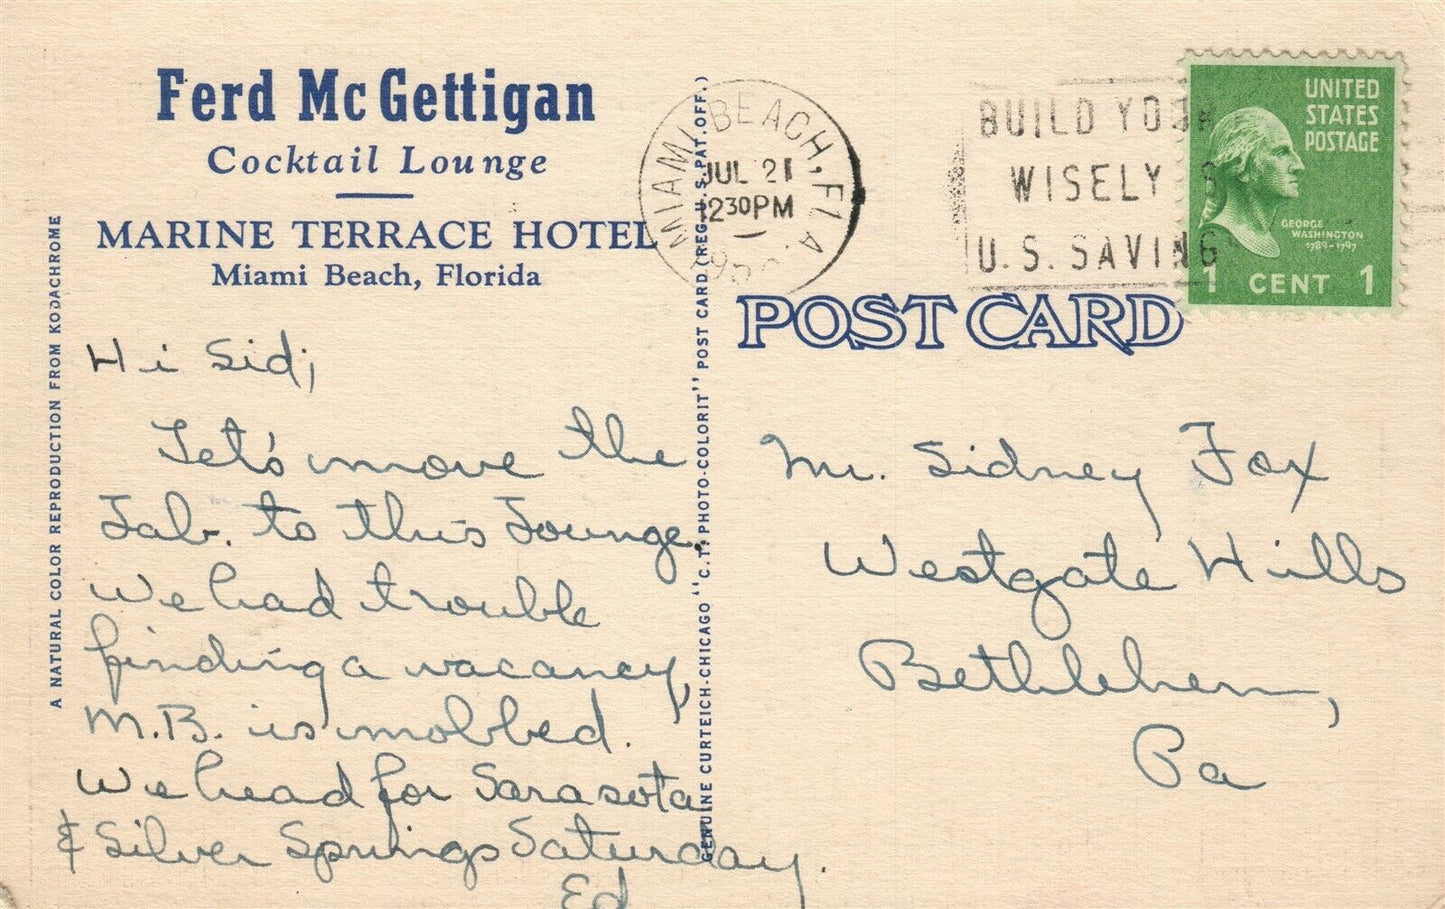 Ferd McGettigan
Cocktail Lounge
MARINE TERRACE HOTEL
Miami Beach, Florida
A NATURAL COLOR REPRODUCTION FROM KODACHROME
Hi Sid;
Let's move the
Lab. to this Lounge.
We had trouble
finding a vacancy,
M.B. is mobbed.
We head for Sarasota
& Silver Springs Saturday.
Ed
GENUINE CURTEICH-CHICAGO "C.T. PHOTO-COLORIT" POST CARD (REG. U.S. PAT. OFF.)
MIAMI BEACH, FLA
JUL 21
1230PM
BUILD YOUR
WISELY
U.S. SAVING
UNITED
STATES
POSTAGE
GEORGE
WASHINGTON
1789-1797
1 CENT 1
POST CARD
Mr. Sidney Fox
Westgate Hills
Bethlehem,
Pa